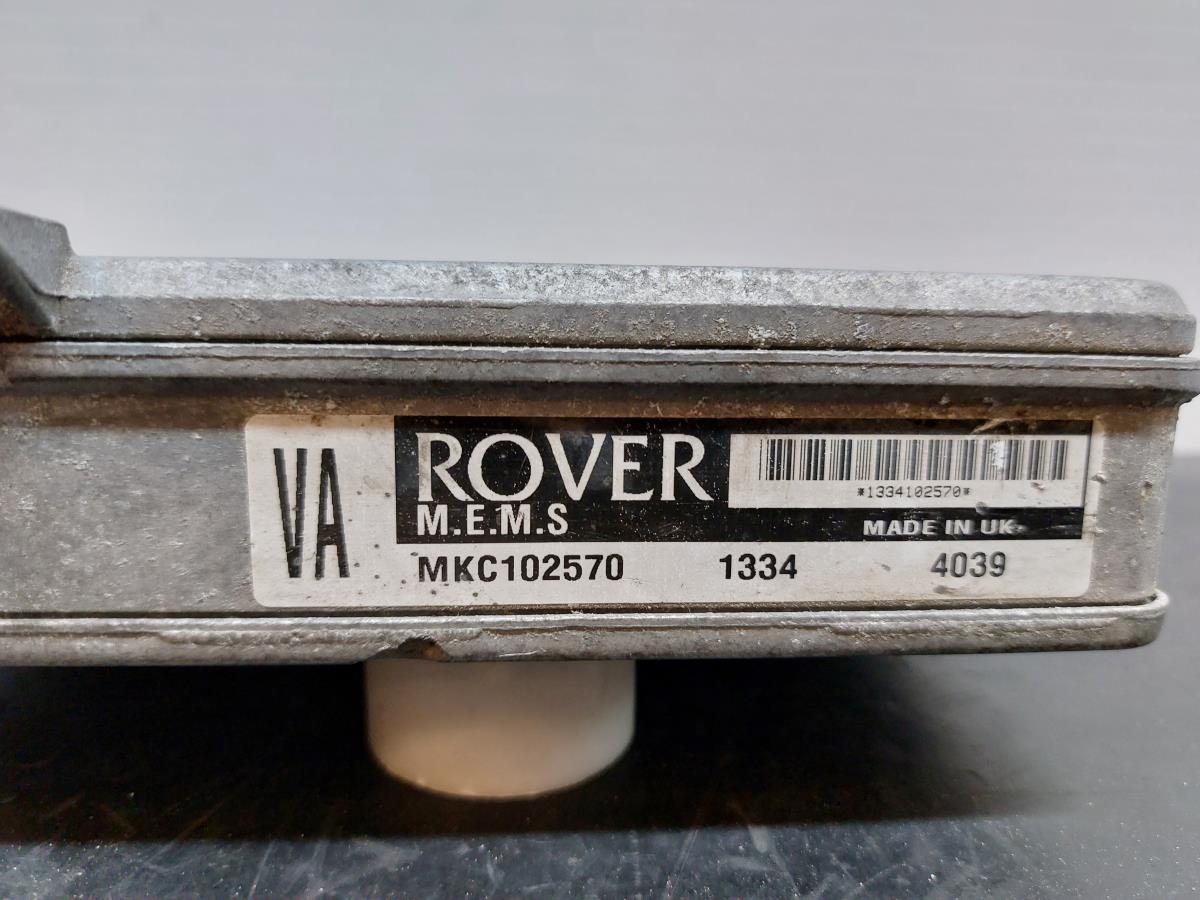 VA
ROVER
M.E.M.S
*1334102570*
MADE IN UK
MKC102570 1334 4039